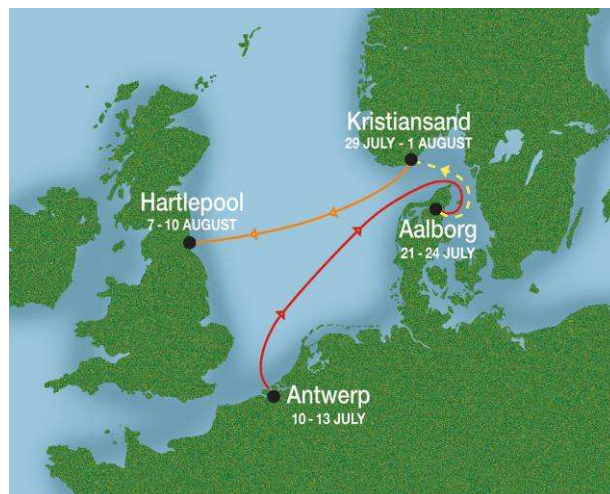 Kristiansand
29 JULY - 1 AUGUST
Hartlepool
7 - 10 AUGUST
Aalborg
21 - 24 JULY
Antwerp
10 - 13 JULY